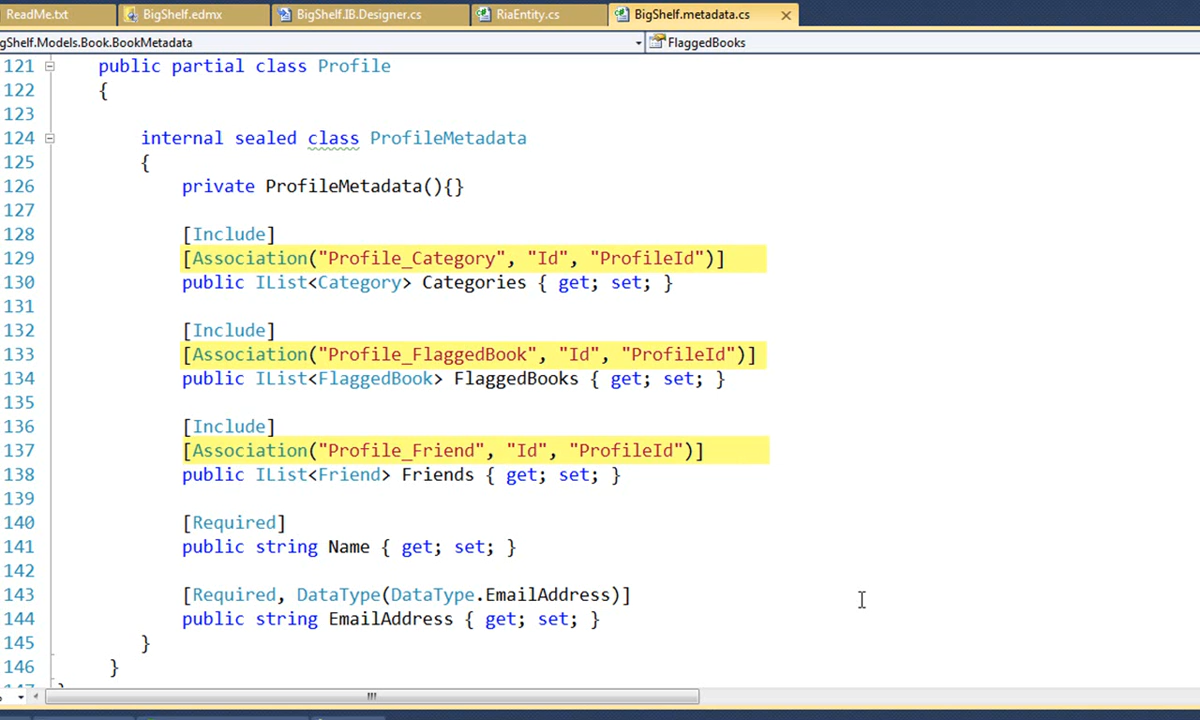 ReadMe.txt BigShelf.edmx BigShelf.IB.Designer.cs RiaEntity.cs BigShelf.metadata.cs
gShelf.Models.Book.BookMetadata FlaggedBooks
121 public partial class Profile
122 {
123
124 internal sealed class ProfileMetadata
125 {
126 private ProfileMetadata(){}
127
128 [Include]
129 [Association("Profile_Category", "Id", "ProfileId")]
130 public IList<Category> Categories { get; set; }
131
132 [Include]
133 [Association("Profile_FlaggedBook", "Id", "ProfileId")]
134 public IList<FlaggedBook> FlaggedBooks { get; set; }
135
136 [Include]
137 [Association("Profile_Friend", "Id", "ProfileId")]
138 public IList<Friend> Friends { get; set; }
139
140 [Required]
141 public string Name { get; set; }
142
143 [Required, DataType(DataType.EmailAddress)]
144 public string EmailAddress { get; set; }
145 }
146 }